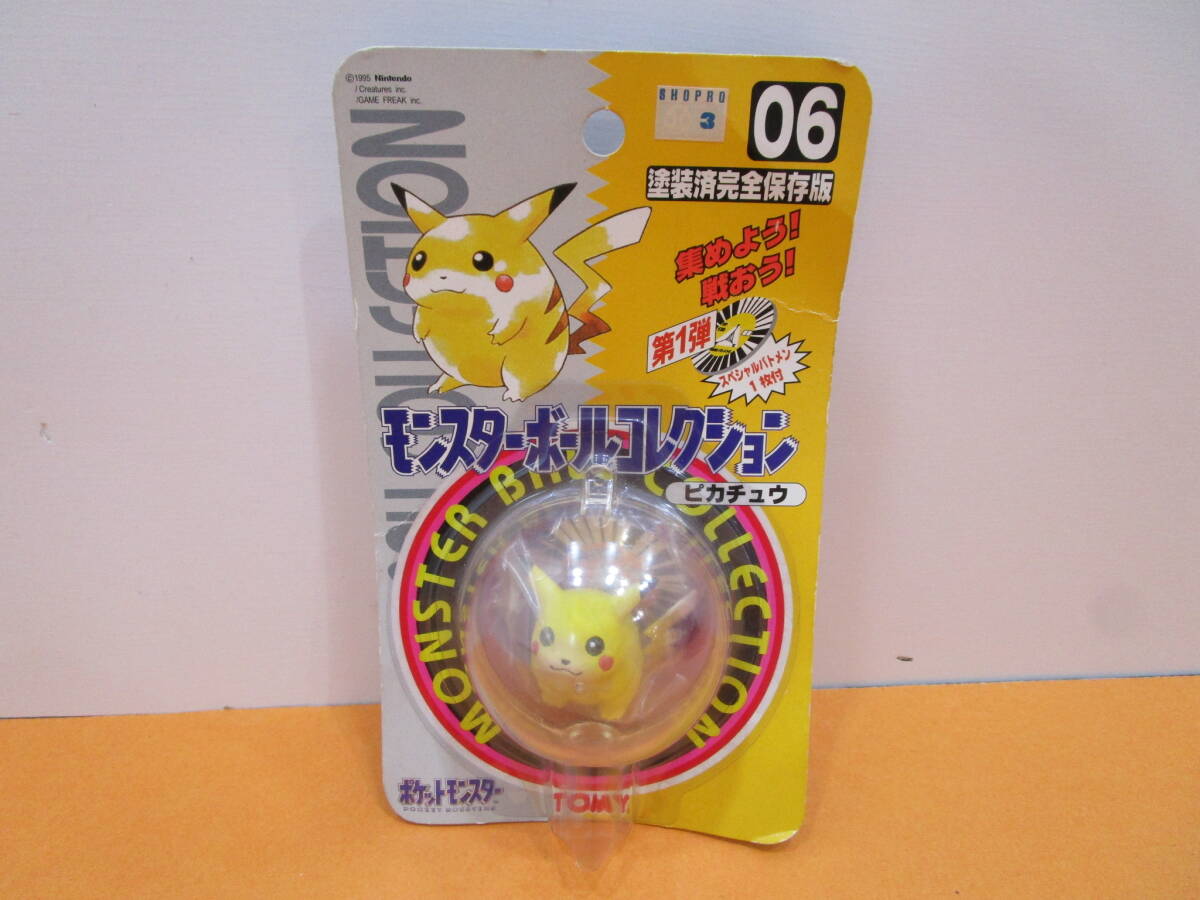 ©1995 Nintendo
/ Creatures inc.
/GAME FREAK inc.
SHOPRO
3
06
塗装済完全保存版
集めよう!
戦おう!
第1弾
スペシャルバトメン
1枚付
モンスターボールコレクション
ピカチュウ
MONSTER BALL COLLECTION
ポケットモンスター
POCKET MONSTERS
TOMY